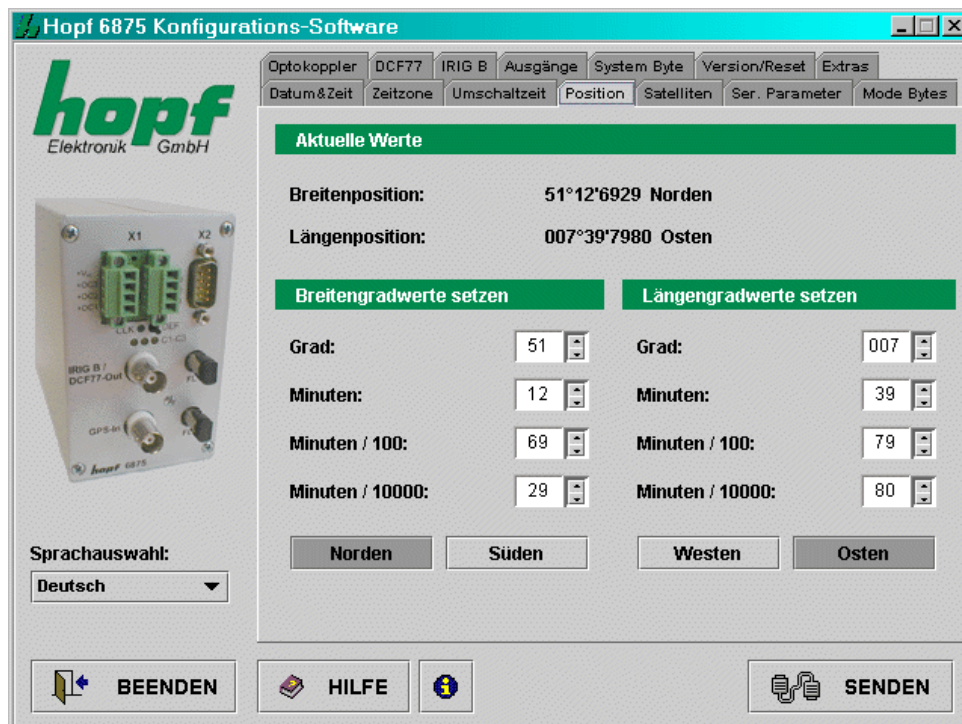 Hopf 6875 Konfigurations-Software
hopf
Elektronik GmbH
Optokoppler DCF77 IRIG B Ausgänge System Byte Version/Reset Extras
Datum&Zeit Zeitzone Umschaltzeit Position Satelliten Ser. Parameter Mode Bytes
Aktuelle Werte
Breitenposition: 51°12'6929 Norden
Längenposition: 007°39'7980 Osten
Breitengradwerte setzen
Grad: 51
Minuten: 12
Minuten / 100: 69
Minuten / 10000: 29
Norden Süden
Längengradwerte setzen
Grad: 007
Minuten: 39
Minuten / 100: 79
Minuten / 10000: 80
Westen Osten
X1 X2
CLK
C1-C3
IRIG B /
DCF77-Out
GPS-In
hopf 6875
Sprachauswahl:
Deutsch
BEENDEN
HILFE
SENDEN